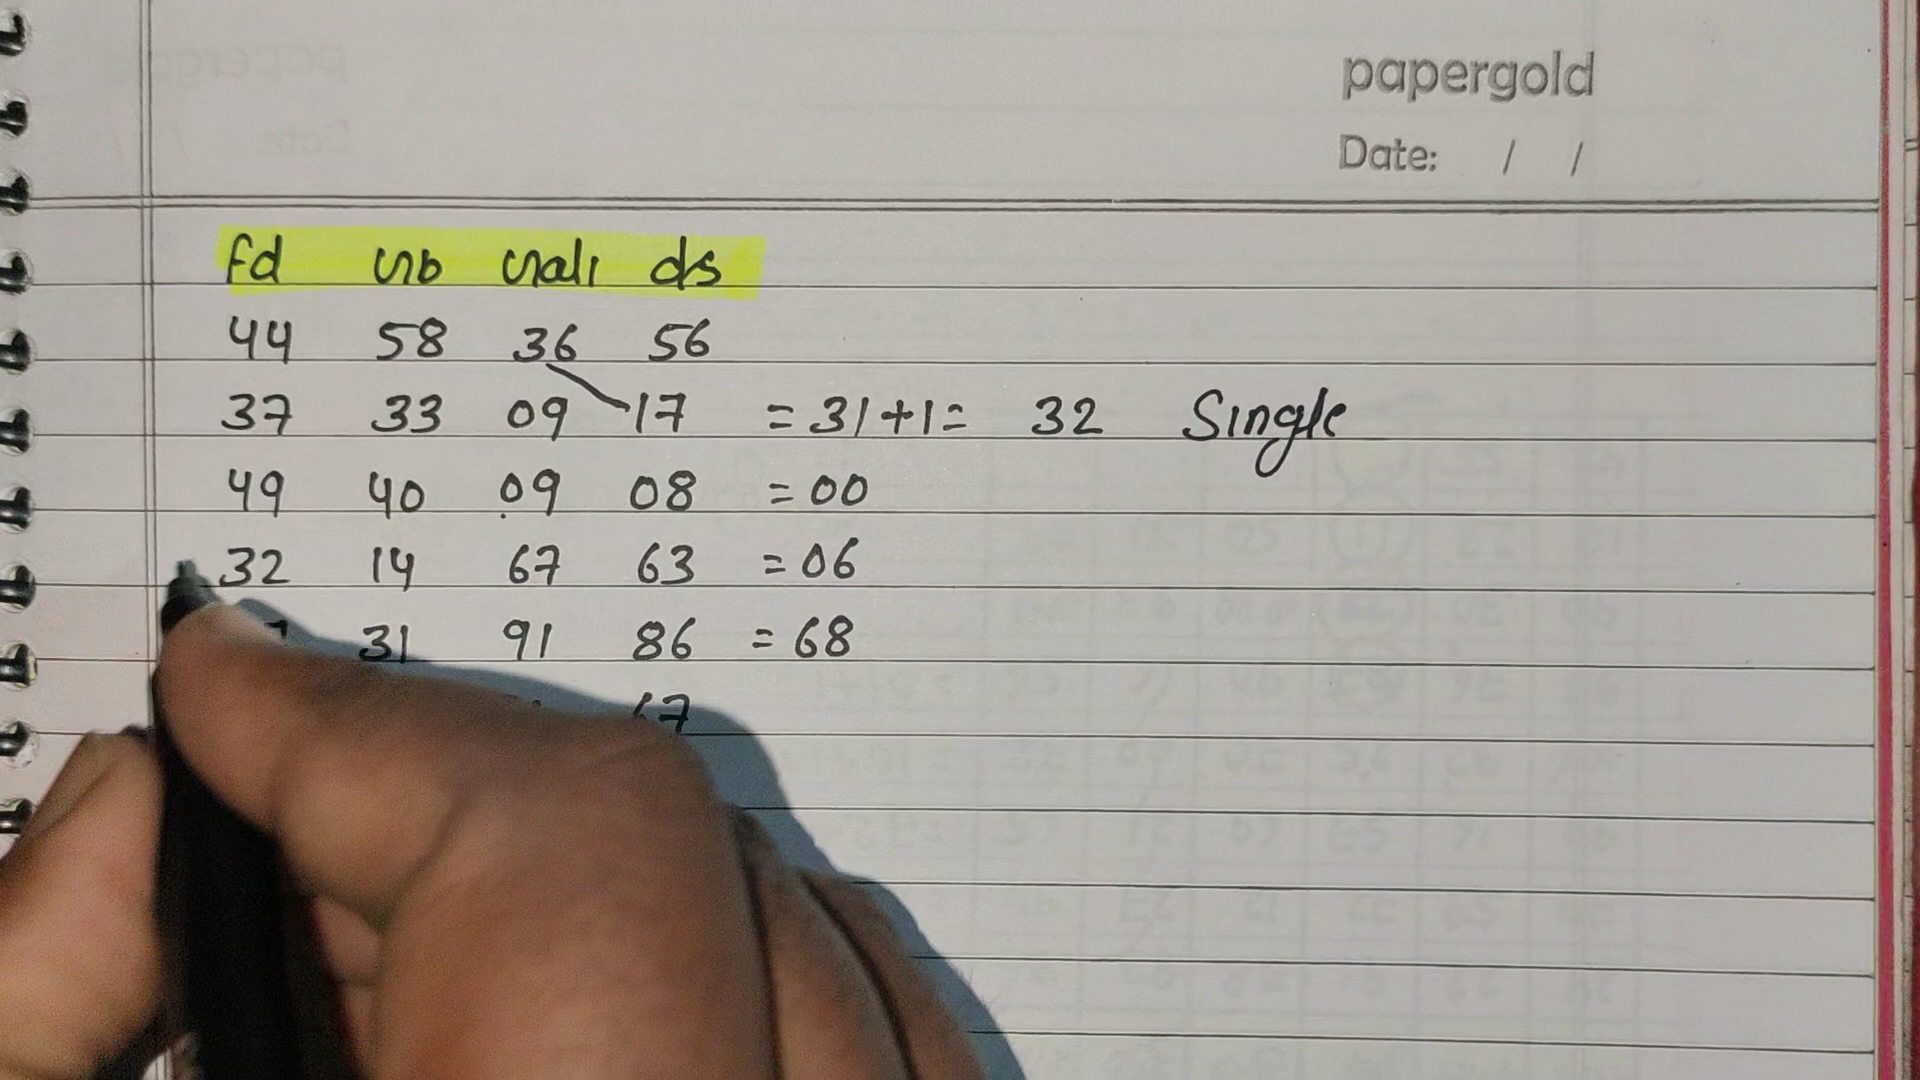 papergold
Date: / /
fd gb gali ds
44 58 36 56
37 33 09 17 = 31+1= 32 Single
49 40 09 08 = 00
32 14 67 63 = 06
31 91 86 = 68